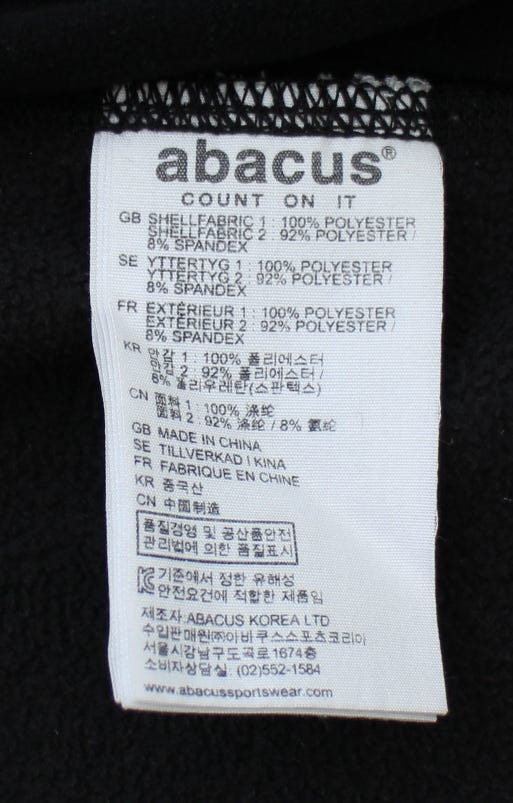 abacus®
COUNT ON IT
GB SHELLFABRIC 1 : 100% POLYESTER
SHELLFABRIC 2 : 92% POLYESTER /
8% SPANDEX
SE YTTERTYG 1 : 100% POLYESTER
YTTERTYG 2 : 92% POLYESTER /
8% SPANDEX
FR EXTÉRIEUR 1 : 100% POLYESTER
EXTÉRIEUR 2 : 92% POLYESTER /
8% SPANDEX
KR 안감 1 : 100% 폴리에스터
안감 2 : 92% 폴리에스터 /
8% 폴리우레탄(스판텍스)
CN 面料 1 : 100% 涤纶
面料 2 : 92% 涤纶 / 8% 氨纶
GB MADE IN CHINA
SE TILLVERKAD I KINA
FR FABRIQUE EN CHINE
KR 중국산
CN 中國制造
품질경영 및 공산품안전
관리법에 의한 품질표시
기준에서 정한 유해성
안전요건에 적합한 제품임
제조자:ABACUS KOREA LTD
수입판매원㈜아바쿠스스포츠코리아
서울시강남구도곡로1674층
소비자상담실: (02)552-1584
www.abacussportswear.com